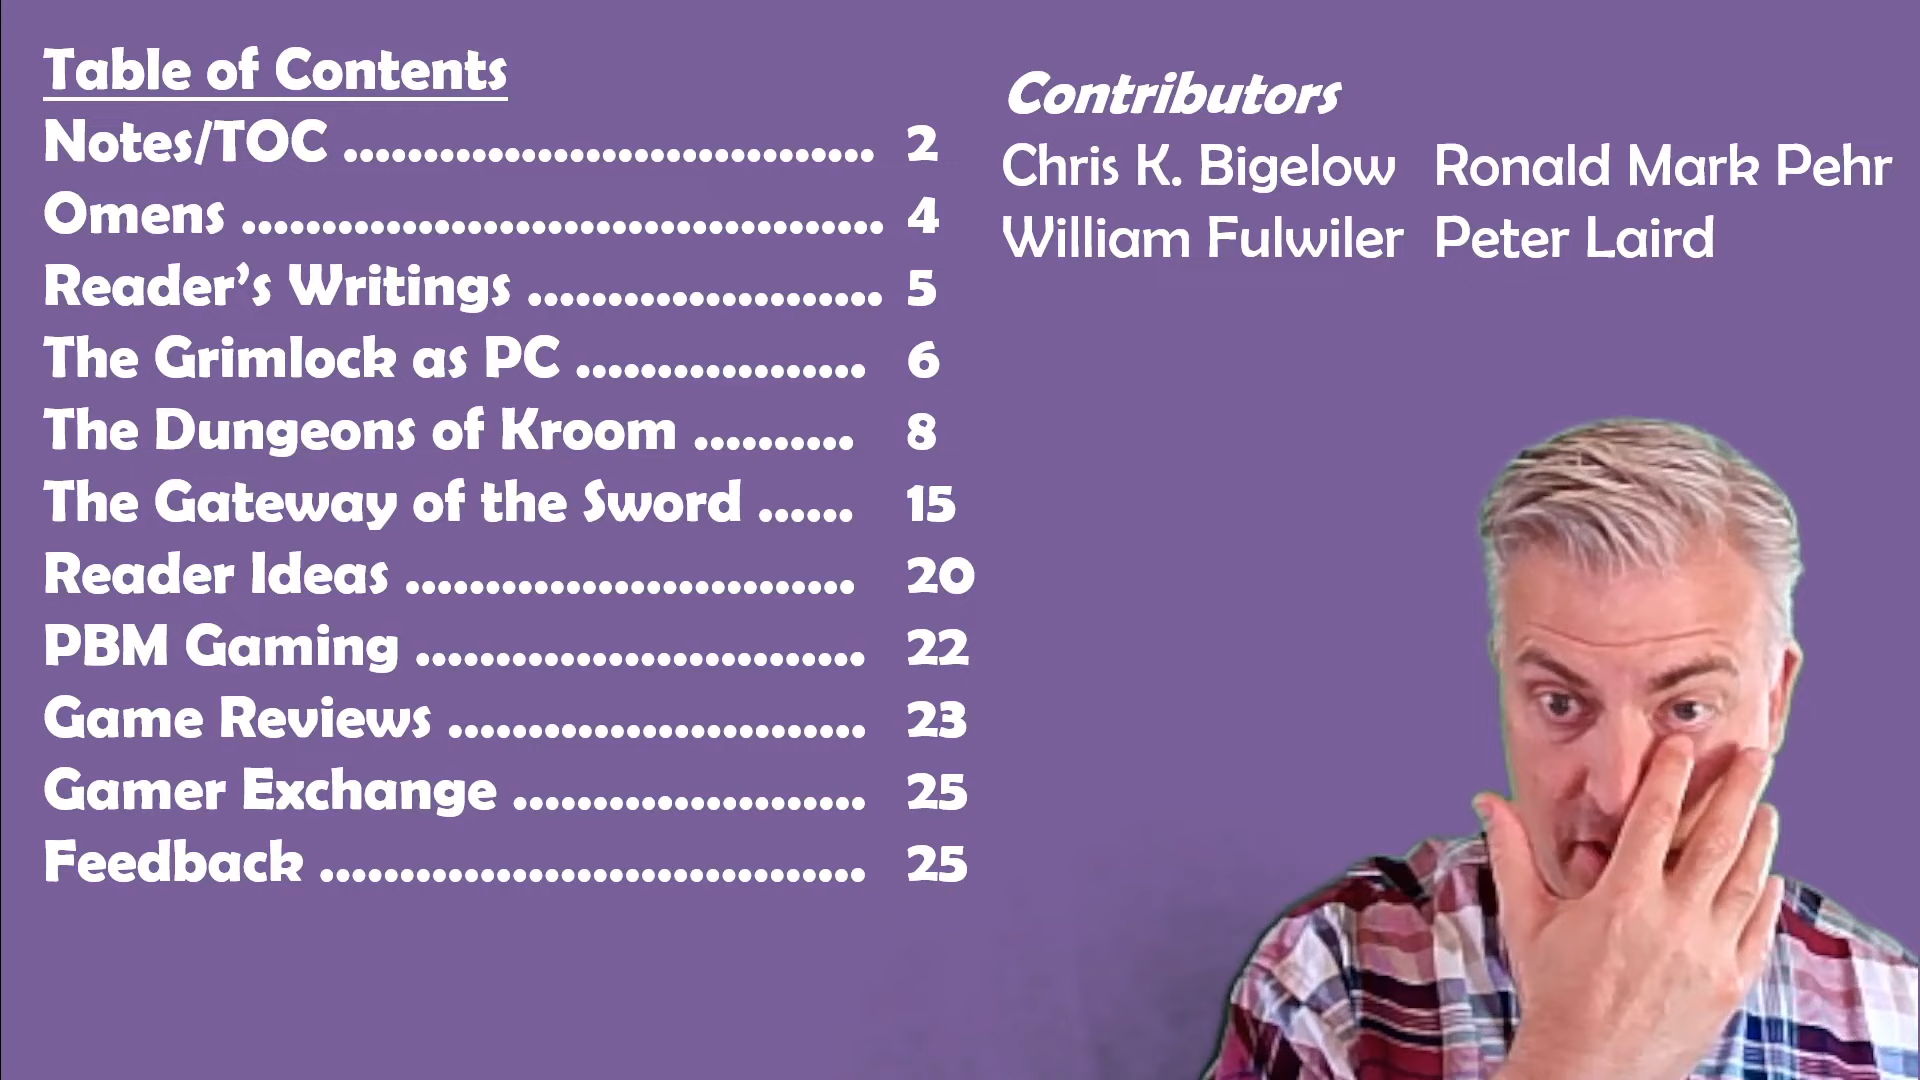 Table of Contents
Notes/TOC ................................. 2
Omens ........................................ 4
Reader's Writings ...................... 5
The Grimlock as PC .................. 6
The Dungeons of Kroom .......... 8
The Gateway of the Sword ...... 15
Reader Ideas ............................ 20
PBM Gaming ............................ 22
Game Reviews .......................... 23
Gamer Exchange ...................... 25
Feedback .................................. 25
Contributors
Chris K. Bigelow Ronald Mark Pehr
William Fulwiler Peter Laird